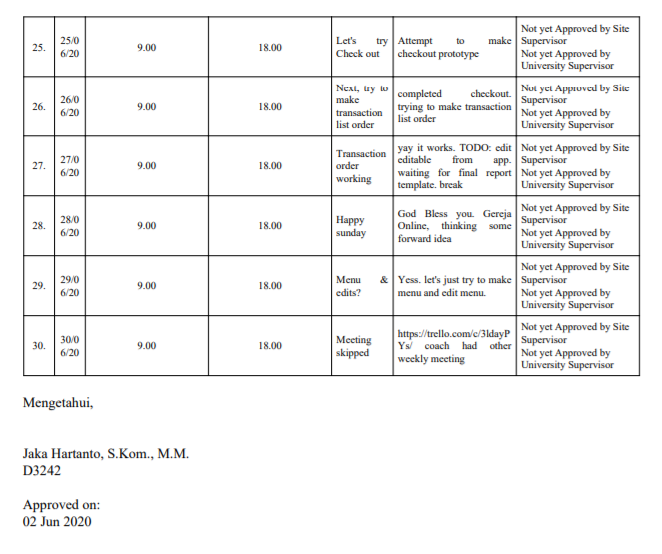 25. 25/0 9.00 18.00 Let's try Attempt to make Not yet Approved by Site
6/20 Check out checkout prototype Supervisor
Not yet Approved by
University Supervisor
26. 26/0 9.00 18.00 Next, try to completed checkout. Not yet Approved by Site
6/20 make trying to make transaction Supervisor
transaction list order Not yet Approved by
list order University Supervisor
27. 27/0 9.00 18.00 Transaction yay it works. TODO: edit Not yet Approved by Site
6/20 order editable from app. Supervisor
working waiting for final report Not yet Approved by
template. break University Supervisor
28. 28/0 9.00 18.00 Happy God Bless you. Gereja Not yet Approved by Site
6/20 sunday Online, thinking some Supervisor
forward idea Not yet Approved by
University Supervisor
29. 29/0 9.00 18.00 Menu & Yess. let's just try to make Not yet Approved by Site
6/20 edits? menu and edit menu. Supervisor
Not yet Approved by
University Supervisor
30. 30/0 9.00 18.00 Meeting https://trello.com/c/3ldayP Not yet Approved by Site
6/20 skipped Ys/ coach had other Supervisor
weekly meeting Not yet Approved by
University Supervisor
Mengetahui,
Jaka Hartanto, S.Kom., M.M.
D3242
Approved on:
02 Jun 2020